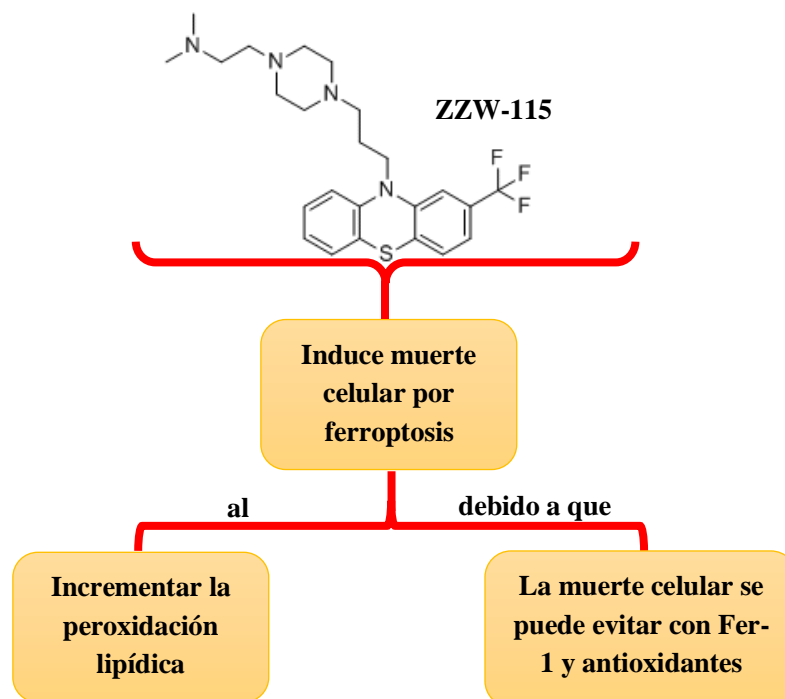 N
N
N
ZZW-115
N
F
F
F
S
Induce muerte
celular por
ferroptosis
al
debido a que
Incrementar la
peroxidación
lipídica
La muerte celular se
puede evitar con Fer-
1 y antioxidantes